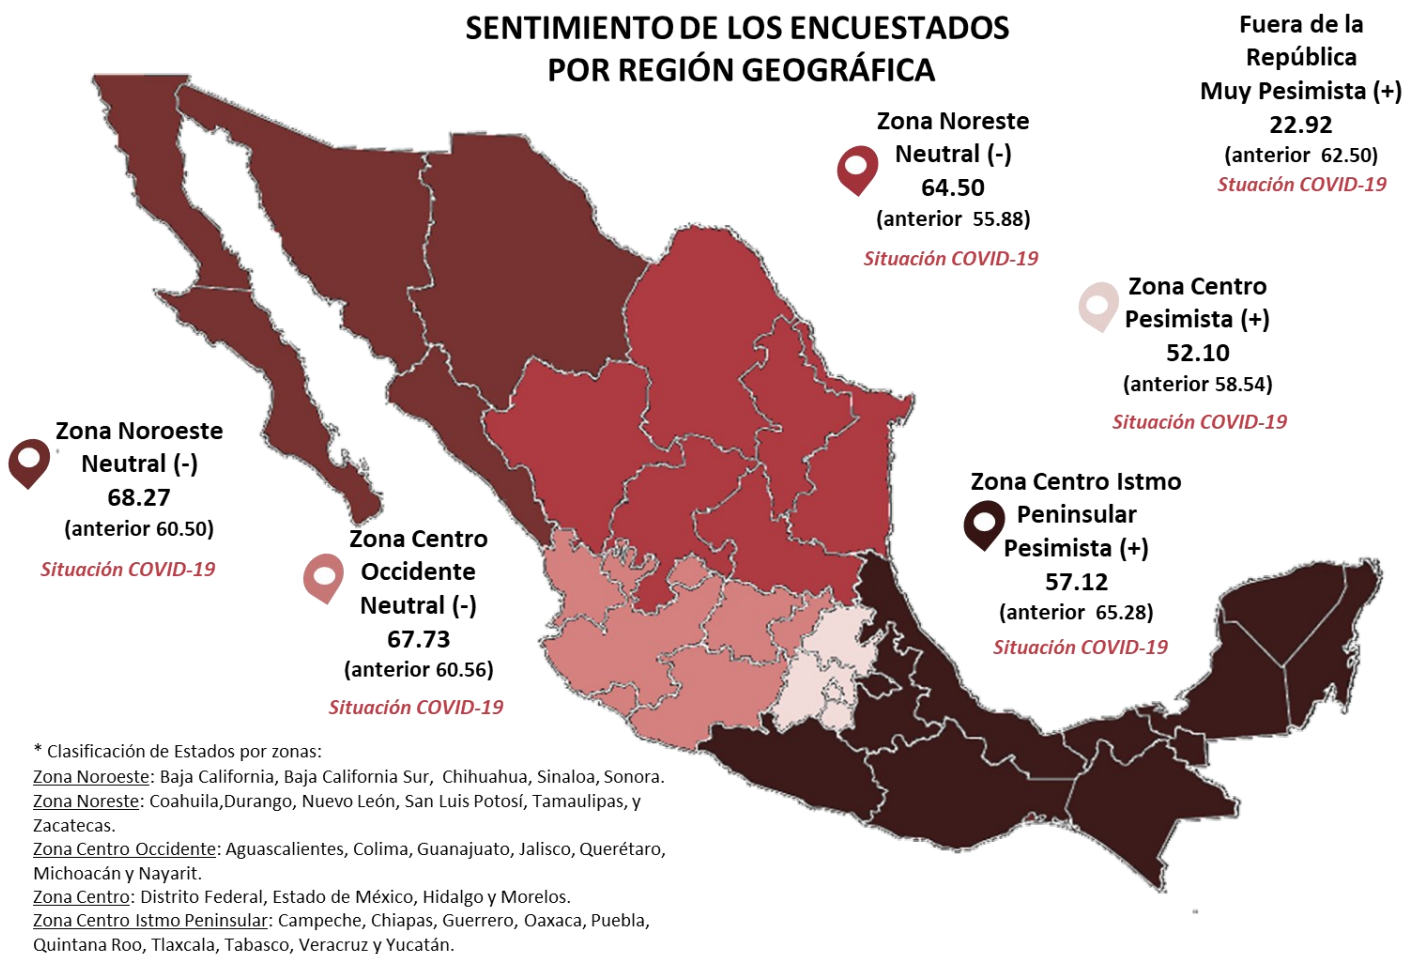 SENTIMIENTO DE LOS ENCUESTADOS
POR REGIÓN GEOGRÁFICA
Fuera de la
República
Muy Pesimista (+)
22.92
(anterior 62.50)
Stuación COVID-19
Zona Noreste
Neutral (-)
64.50
(anterior 55.88)
Situación COVID-19
Zona Centro
Pesimista (+)
52.10
(anterior 58.54)
Situación COVID-19
Zona Noroeste
Neutral (-)
68.27
(anterior 60.50)
Situación COVID-19
Zona Centro
Occidente
Neutral (-)
67.73
(anterior 60.56)
Situación COVID-19
Zona Centro Istmo
Peninsular
Pesimista (+)
57.12
(anterior 65.28)
Situación COVID-19
* Clasificación de Estados por zonas:
Zona Noroeste: Baja California, Baja California Sur, Chihuahua, Sinaloa, Sonora.
Zona Noreste: Coahuila,Durango, Nuevo León, San Luis Potosí, Tamaulipas, y
Zacatecas.
Zona Centro Occidente: Aguascalientes, Colima, Guanajuato, Jalisco, Querétaro,
Michoacán y Nayarit.
Zona Centro: Distrito Federal, Estado de México, Hidalgo y Morelos.
Zona Centro Istmo Peninsular: Campeche, Chiapas, Guerrero, Oaxaca, Puebla,
Quintana Roo, Tlaxcala, Tabasco, Veracruz y Yucatán.